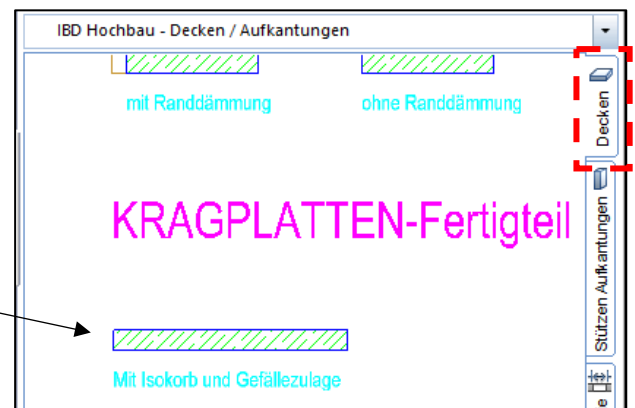 IBD Hochbau - Decken / Aufkantungen
mit Randdämmung
ohne Randdämmung
Decken
KRAGPLATTEN-Fertigteil
Stützen Aufkantungen
Mit Isokorb und Gefällezulage